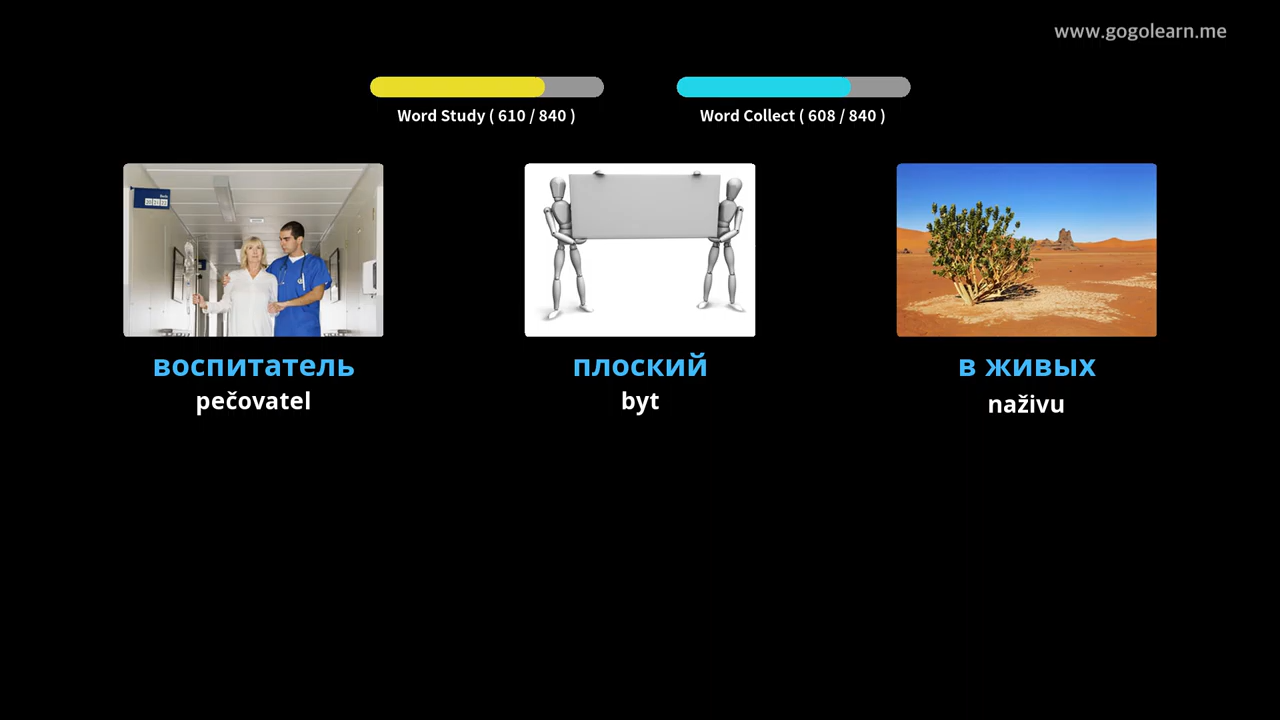 www.gogolearn.me
Word Study ( 610 / 840 )
Word Collect ( 608 / 840 )
воспитатель
плоский
в живых
pečovatel
byt
naživu